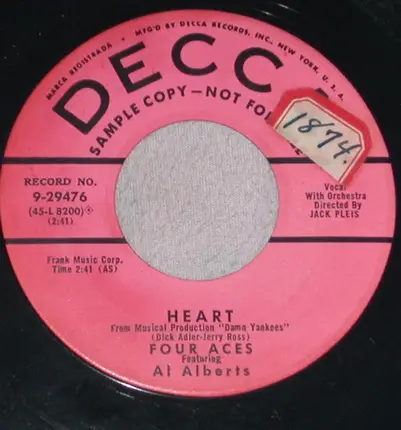 MARCA REGISTRADA • MF'G BY DECCA RECORDS, INC., NEW YORK, U.S.A.
DECC
SAMPLE COPY—NOT FO
1874.
RECORD NO.
9-29476
(45-L 8200)
(2:41)
Vocal
With Orchestra
Directed By
JACK PLEIS
Frank Music Corp.
Time 2:41 (AS)
HEART
From Musical Production "Damn Yankees"
(Dick Adler-Jerry Ross)
FOUR ACES
Featuring
Al Alberts